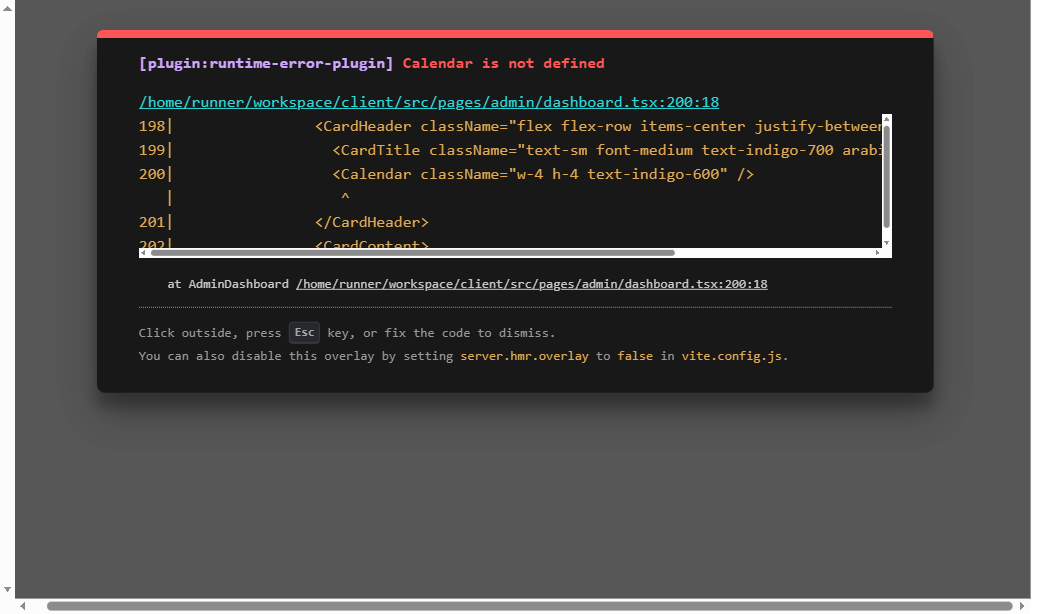 [plugin:runtime-error-plugin] Calendar is not defined
/home/runner/workspace/client/src/pages/admin/dashboard.tsx:200:18
198|                <CardHeader className="flex flex-row items-center justify-between
199|                  <CardTitle className="text-sm font-medium text-indigo-700 arabi
200|                  <Calendar className="w-4 h-4 text-indigo-600" />
   |                   ^
201|                </CardHeader>
202|                <CardContent>
at AdminDashboard /home/runner/workspace/client/src/pages/admin/dashboard.tsx:200:18
Click outside, press Esc key, or fix the code to dismiss.
You can also disable this overlay by setting server.hmr.overlay to false in vite.config.js.